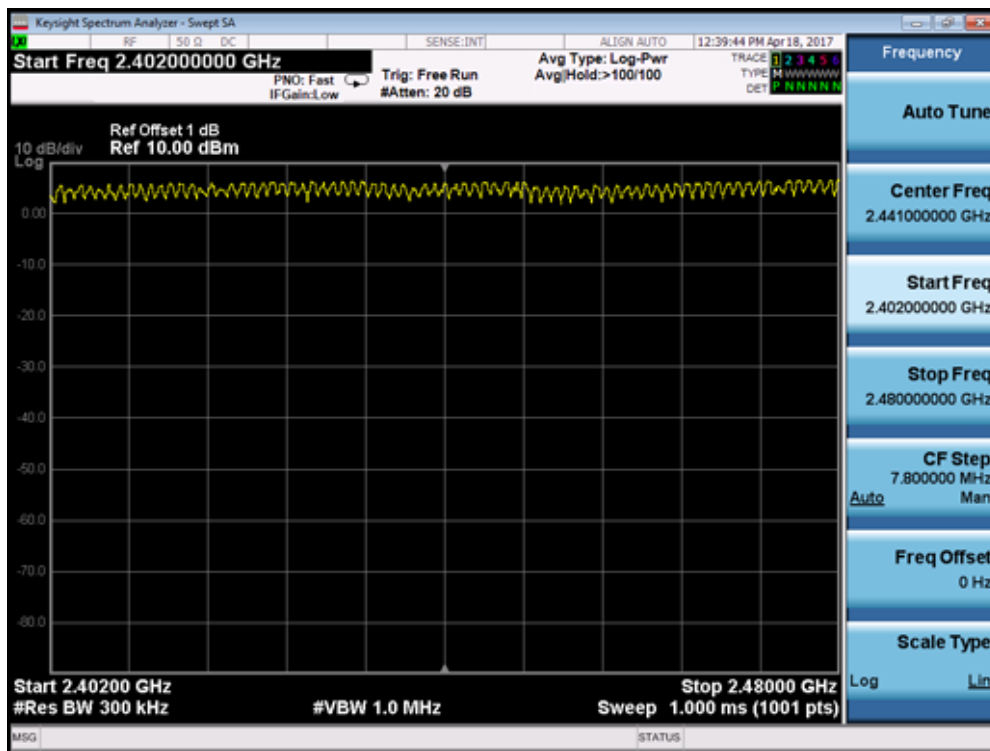 Keysight Spectrum Analyzer - Swept SA
LXI RF 50 Ω DC SENSE:INT ALIGN AUTO 12:39:44 PM Apr 18, 2017
Start Freq 2.402000000 GHz
PNO: Fast
IFGain:Low
Trig: Free Run
#Atten: 20 dB
Avg Type: Log-Pwr
Avg|Hold:>100/100
TRACE 1 2 3 4 5 6
TYPE M WWWWW
DET P N N N N N
Ref Offset 1 dB
10 dB/div Ref 10.00 dBm
Log
0.00
-10.0
-20.0
-30.0
-40.0
-50.0
-60.0
-70.0
-80.0
Start 2.40200 GHz Stop 2.48000 GHz
#Res BW 300 kHz #VBW 1.0 MHz Sweep 1.000 ms (1001 pts)
MSG STATUS
Frequency
Auto Tune
Center Freq
2.441000000 GHz
Start Freq
2.402000000 GHz
Stop Freq
2.480000000 GHz
CF Step
7.800000 MHz
Auto Man
Freq Offset
0 Hz
Scale Type
Log Lin